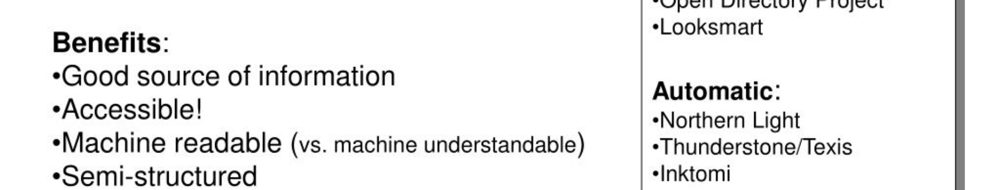 Benefits:
•Good source of information
•Accessible!
•Machine readable (vs. machine understandable)
•Semi-structured
•Open Directory Project
•Looksmart
Automatic:
•Northern Light
•Thunderstone/Texis
•Inktomi